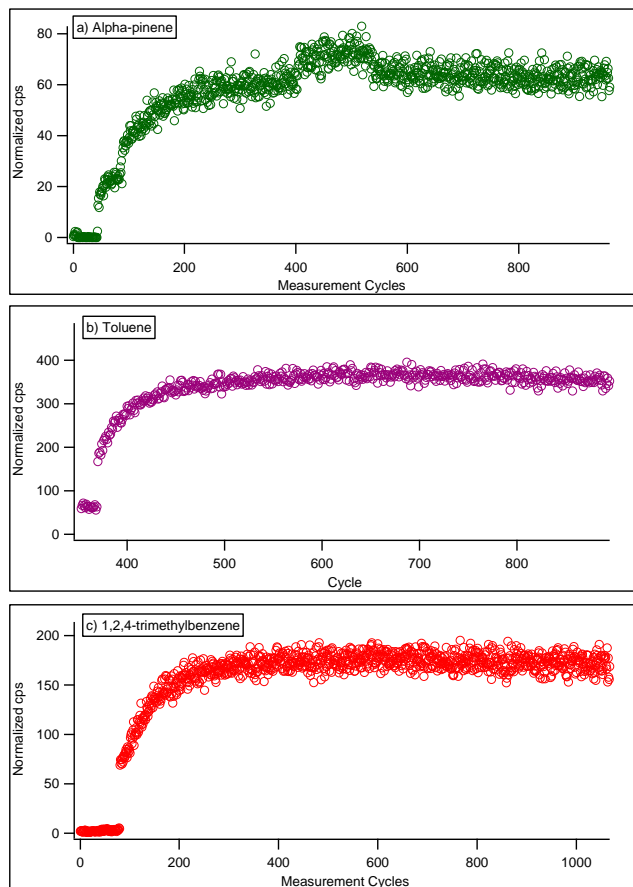 a) Alpha-pinene
Normalized cps
80
60
40
20
0
0 200 400 600 800
Measurement Cycles
b) Toluene
Normalized cps
400
300
200
100
0
400 500 600 700 800
Cycle
c) 1,2,4-trimethylbenzene
Normalized cps
200
150
100
50
0
0 200 400 600 800 1000
Measurement Cycles